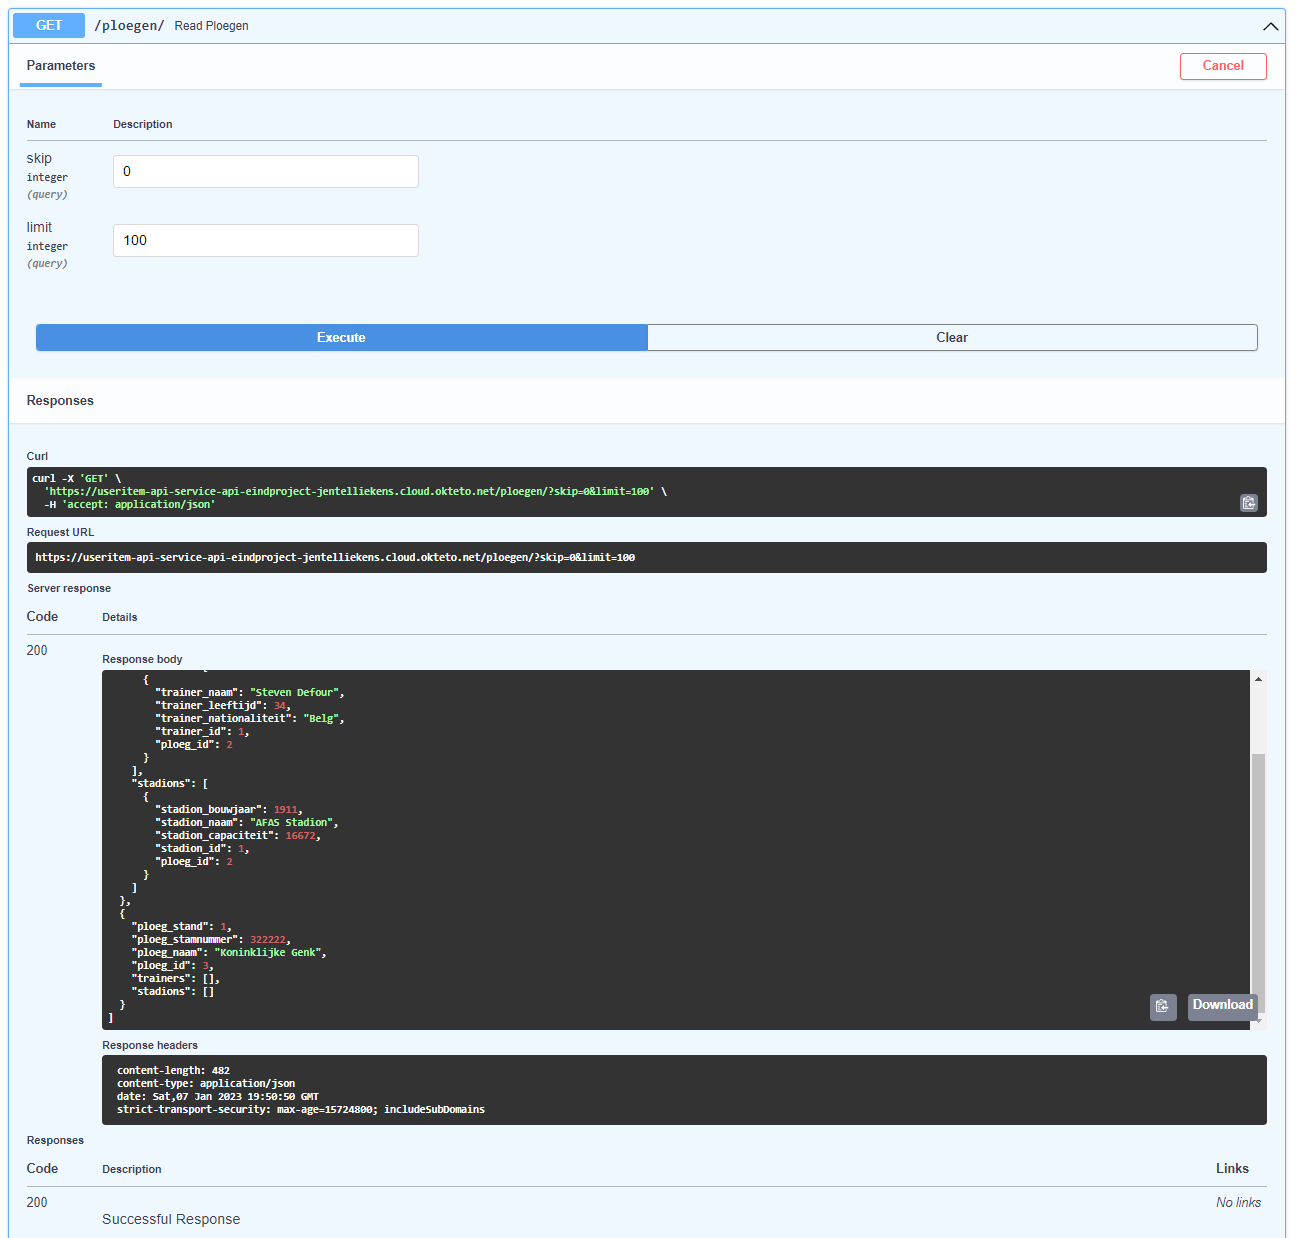 GET /ploegen/ Read Ploegen
Parameters
Cancel
Name Description
skip
integer
(query)
0
limit
integer
(query)
100
Execute Clear
Responses
Curl
curl -X 'GET' \
  'https://useritem-api-service-api-eindproject-jentelliekens.cloud.okteto.net/ploegen/?skip=0&limit=100' \
  -H 'accept: application/json'
Request URL
https://useritem-api-service-api-eindproject-jentelliekens.cloud.okteto.net/ploegen/?skip=0&limit=100
Server response
Code Details
200
Response body
      {
        "trainer_naam": "Steven Defour",
        "trainer_leeftijd": 34,
        "trainer_nationaliteit": "Belg",
        "trainer_id": 1,
        "ploeg_id": 2
      }
    ],
    "stadions": [
      {
        "stadion_bouwjaar": 1911,
        "stadion_naam": "AFAS Stadion",
        "stadion_capaciteit": 16672,
        "stadion_id": 1,
        "ploeg_id": 2
      }
    ]
  },
  {
    "ploeg_stand": 1,
    "ploeg_stamnummer": 322222,
    "ploeg_naam": "Koninklijke Genk",
    "ploeg_id": 3,
    "trainers": [],
    "stadions": []
  }
]
Download
Response headers
content-length: 482
content-type: application/json
date: Sat,07 Jan 2023 19:50:50 GMT
strict-transport-security: max-age=15724800; includeSubDomains
Responses
Code Description Links
200
Successful Response
No links